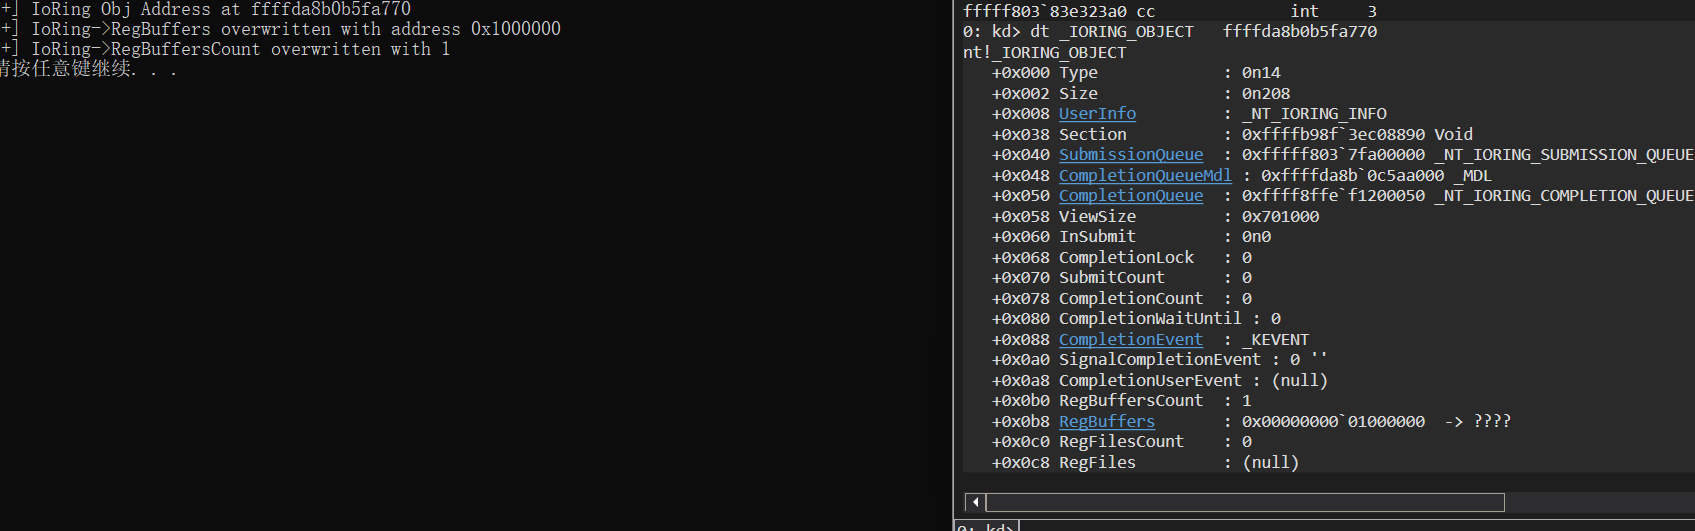 +] IoRing Obj Address at ffffda8b0b5fa770
+] IoRing->RegBuffers overwritten with address 0x1000000
+] IoRing->RegBuffersCount overwritten with 1
请按任意键继续. . .
fffff803`83e323a0 cc              int     3
0: kd> dt _IORING_OBJECT   ffffda8b0b5fa770
nt!_IORING_OBJECT
   +0x000 Type             : 0n14
   +0x002 Size             : 0n208
   +0x008 UserInfo         : _NT_IORING_INFO
   +0x038 Section          : 0xffffb98f`3ec08890 Void
   +0x040 SubmissionQueue  : 0xfffff803`7fa00000 _NT_IORING_SUBMISSION_QUEUE
   +0x048 CompletionQueueMdl : 0xffffda8b`0c5aa000 _MDL
   +0x050 CompletionQueue  : 0xffff8ffe`f1200050 _NT_IORING_COMPLETION_QUEUE
   +0x058 ViewSize         : 0x701000
   +0x060 InSubmit         : 0n0
   +0x068 CompletionLock   : 0
   +0x070 SubmitCount      : 0
   +0x078 CompletionCount  : 0
   +0x080 CompletionWaitUntil : 0
   +0x088 CompletionEvent  : _KEVENT
   +0x0a0 SignalCompletionEvent : 0 ''
   +0x0a8 CompletionUserEvent : (null)
   +0x0b0 RegBuffersCount  : 1
   +0x0b8 RegBuffers       : 0x00000000`01000000  -> ????
   +0x0c0 RegFilesCount    : 0
   +0x0c8 RegFiles         : (null)
0: kd>